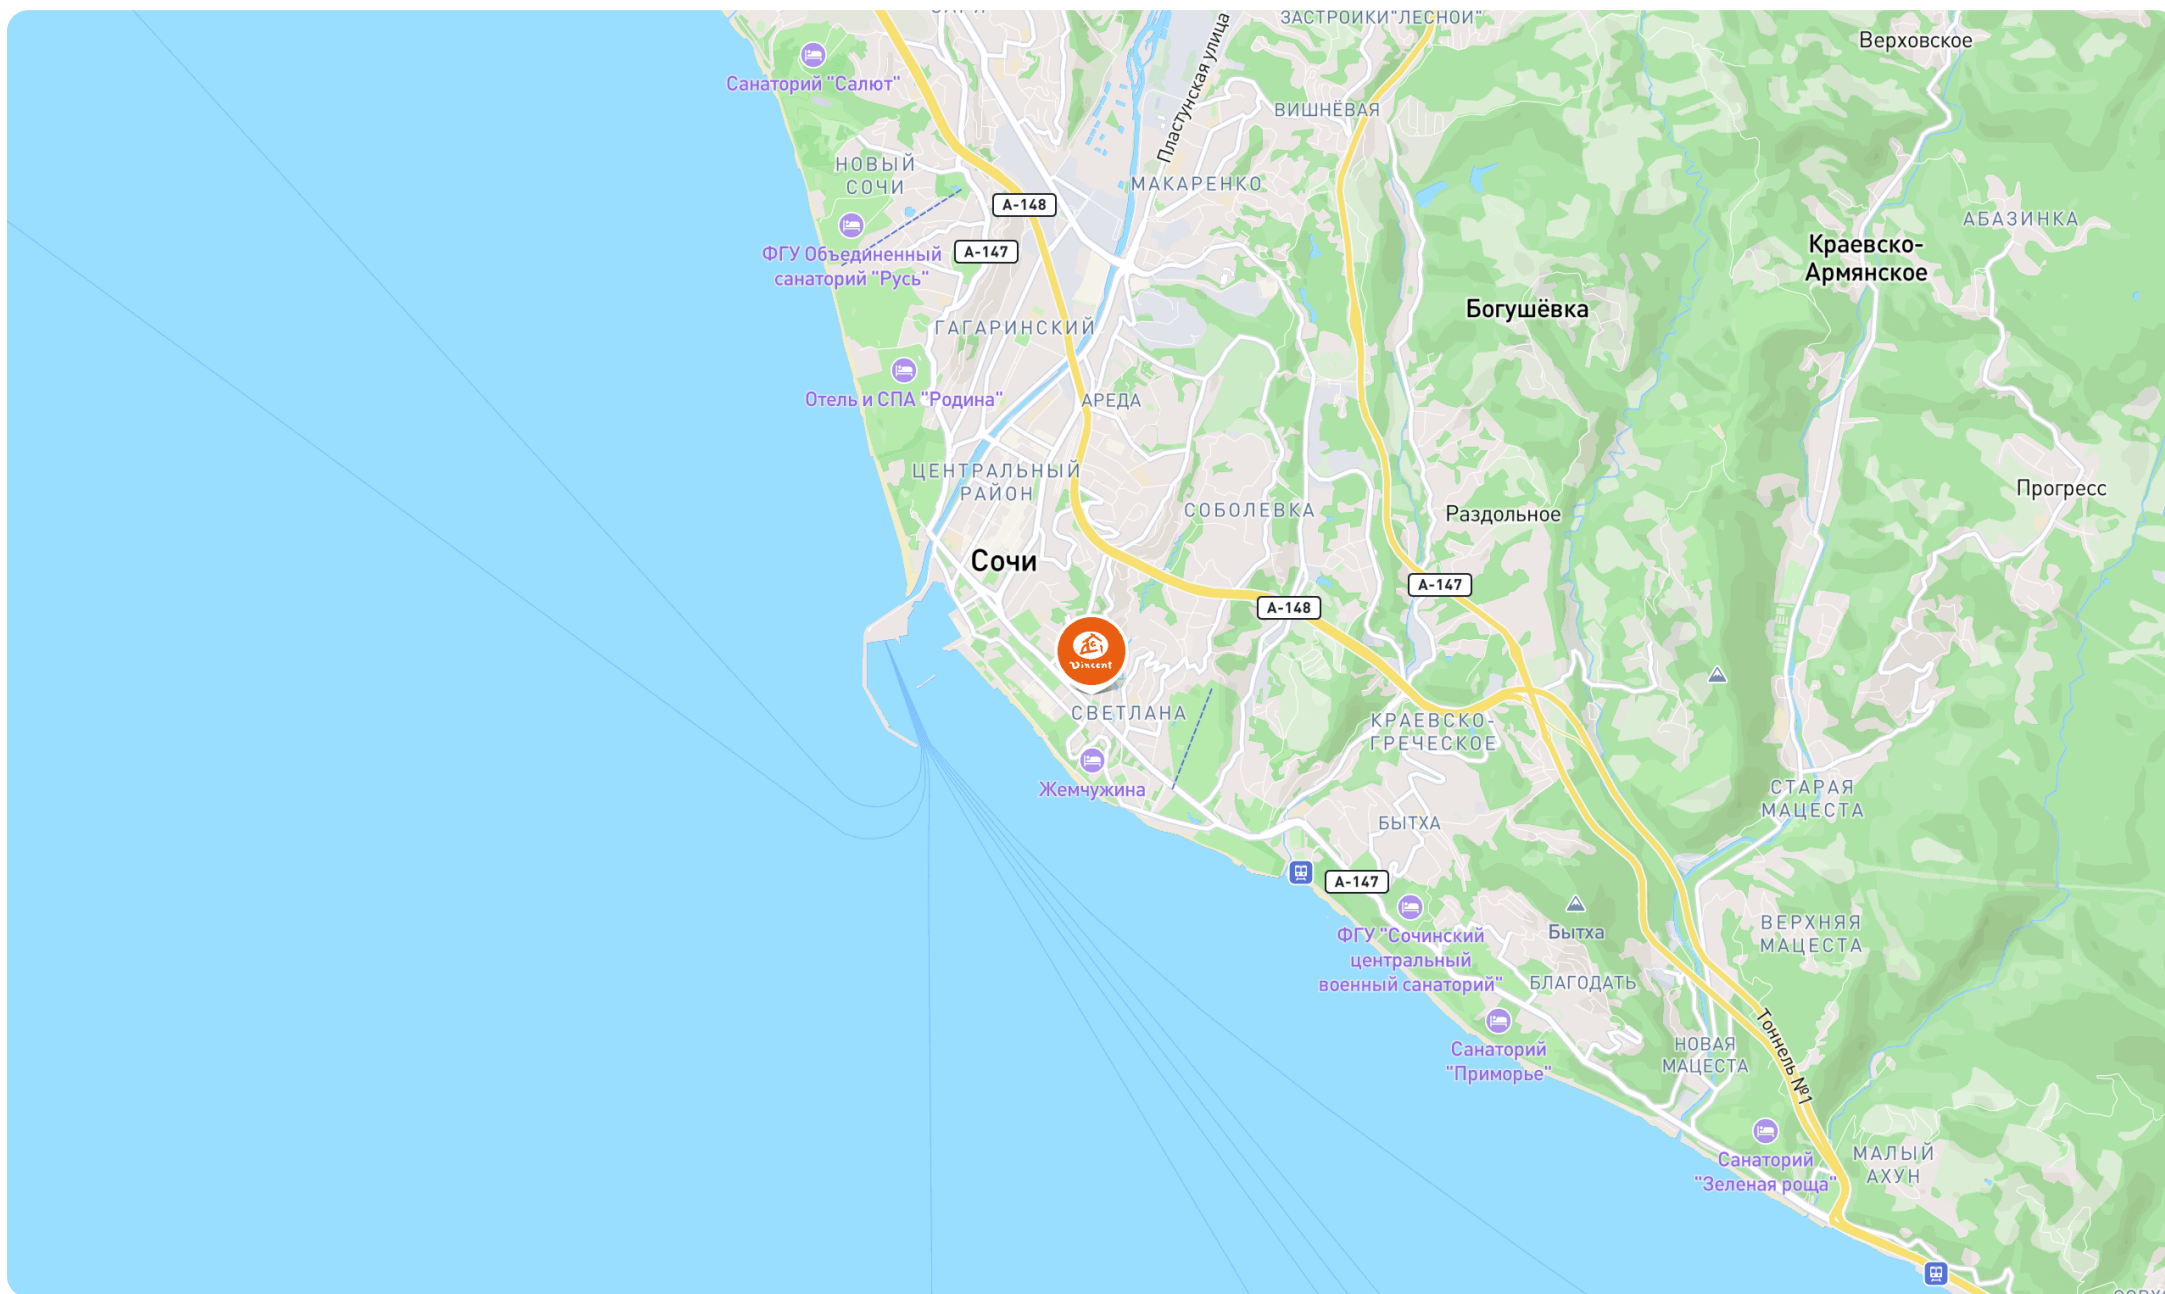 ЗАСТРОЙКИ"ЛЕСНОЙ"
Верховское
Санаторий "Салют"
Пластунская улица
ВИШНЁВАЯ
НОВЫЙ
СОЧИ
МАКАРЕНКО
А-148
АБАЗИНКА
Краевско-
Армянское
ФГУ Объединенный
санаторий "Русь"
А-147
Богушёвка
ГАГАРИНСКИЙ
Отель и СПА "Родина"
АРЕДА
ЦЕНТРАЛЬНЫЙ
РАЙОН
Прогресс
СОБОЛЕВКА
Раздольное
Сочи
А-147
А-148
Vincent
СВЕТЛАНА
КРАЕВСКО-
ГРЕЧЕСКОЕ
Жемчужина
СТАРАЯ
МАЦЕСТА
БЫТХА
А-147
ФГУ "Сочинский
центральный
военный санаторий"
Бытха
ВЕРХНЯЯ
МАЦЕСТА
БЛАГОДАТЬ
Санаторий
"Приморье"
НОВАЯ
МАЦЕСТА
Тоннель №1
Санаторий
"Зеленая роща"
МАЛЫЙ
АХУН